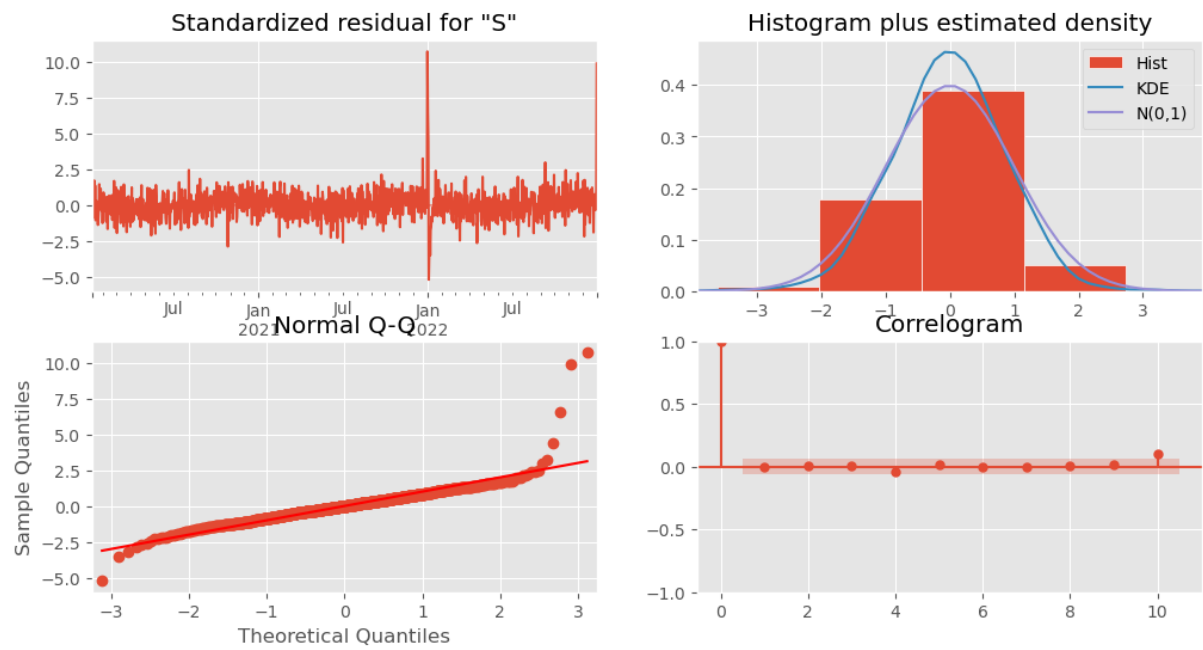 Standardized residual for "S"
10.0
7.5
5.0
2.5
0.0
−2.5
−5.0
Jul
Jan
2021
Jul
Jan
2022
Jul
Histogram plus estimated density
Hist
KDE
N(0,1)
0.4
0.3
0.2
0.1
0.0
−3 −2 −1 0 1 2 3
Normal Q-Q
Sample Quantiles
10.0
7.5
5.0
2.5
0.0
−2.5
−5.0
−3 −2 −1 0 1 2 3
Theoretical Quantiles
Correlogram
1.0
0.5
0.0
−0.5
−1.0
0 2 4 6 8 10